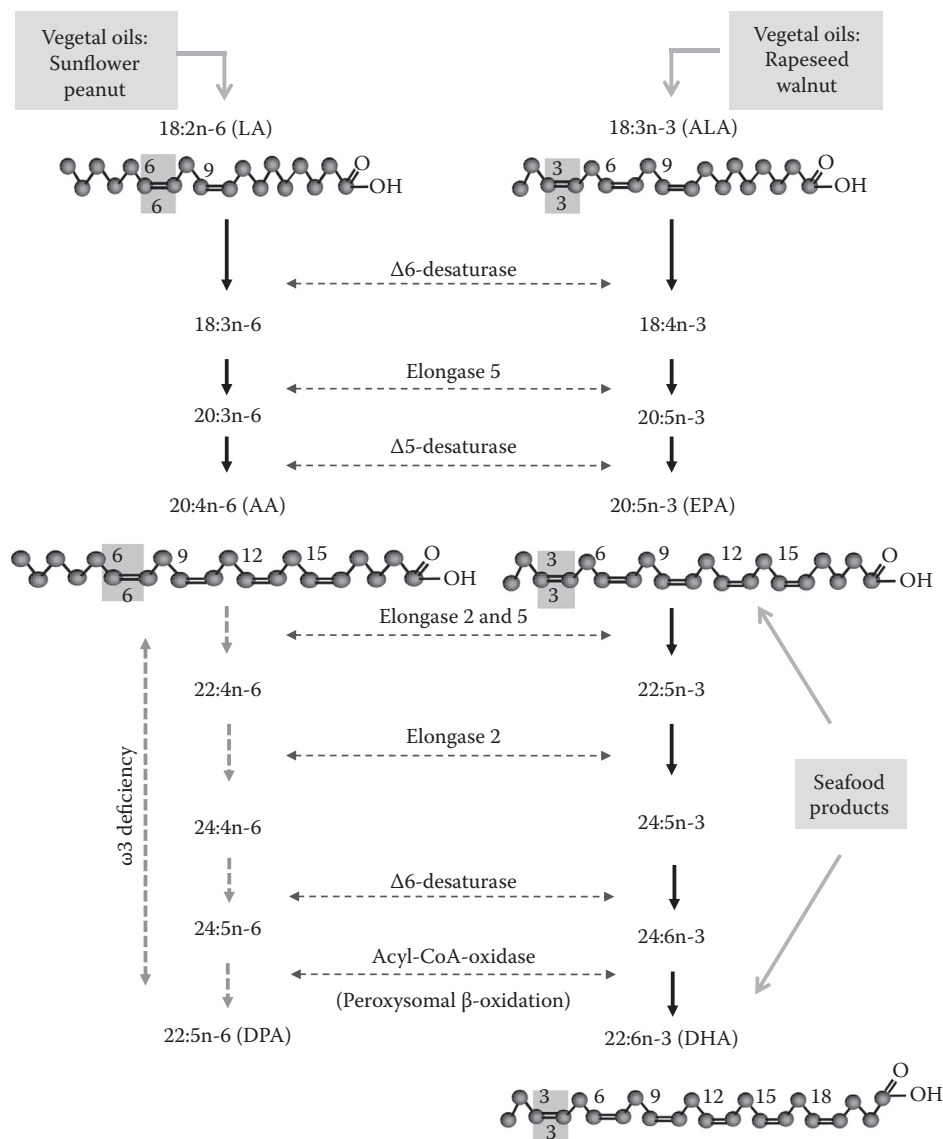 Vegetal oils:
Sunflower
peanut
Vegetal oils:
Rapeseed
walnut
18:2n-6 (LA)
18:3n-3 (ALA)
6
9
O
OH
6
3
6
9
O
OH
3
Δ6-desaturase
18:3n-6
18:4n-3
Elongase 5
20:3n-6
20:5n-3
Δ5-desaturase
20:4n-6 (AA)
20:5n-3 (EPA)
6
9
12
15
O
OH
6
3
6
9
12
15
O
OH
3
Elongase 2 and 5
22:4n-6
22:5n-3
Elongase 2
ω3 deficiency
Seafood
products
24:4n-6
24:5n-3
Δ6-desaturase
24:5n-6
24:6n-3
Acyl-CoA-oxidase
(Peroxysomal β-oxidation)
22:5n-6 (DPA)
22:6n-3 (DHA)
3
6
9
12
15
18
O
OH
3